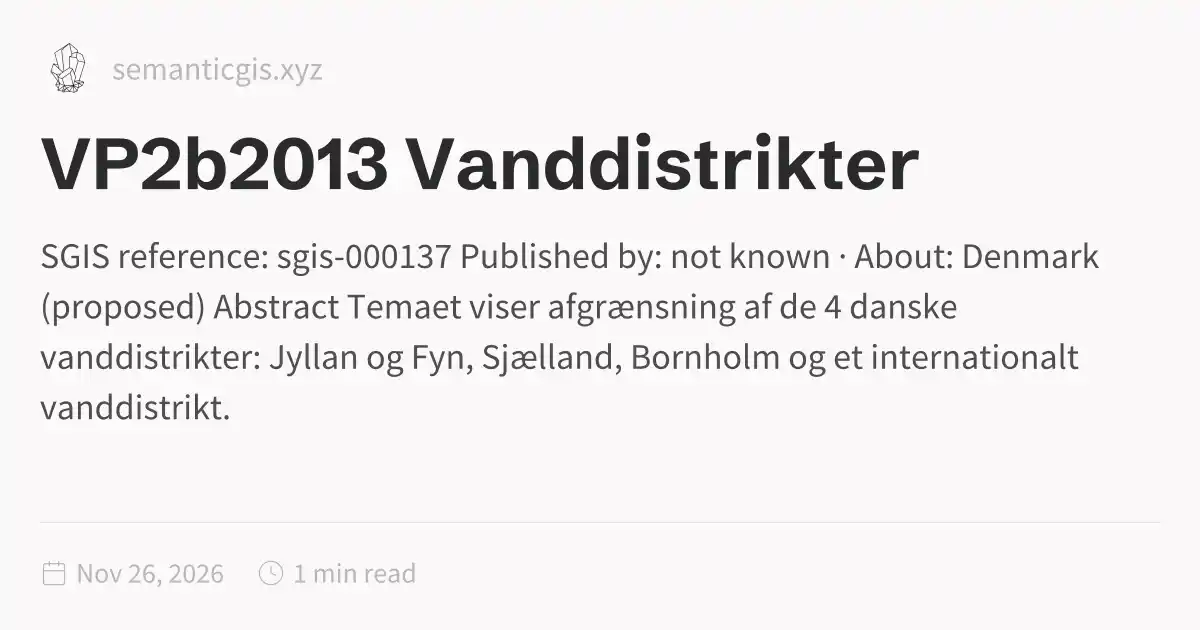 semanticgis.xyz
VP2b2013 Vanddistrikter
SGIS reference: sgis-000137 Published by: not known · About: Denmark
(proposed) Abstract Temaet viser afgrænsning af de 4 danske
vanddistrikter: Jyllan og Fyn, Sjælland, Bornholm og et internationalt
vanddistrikt.
Nov 26, 2026 1 min read